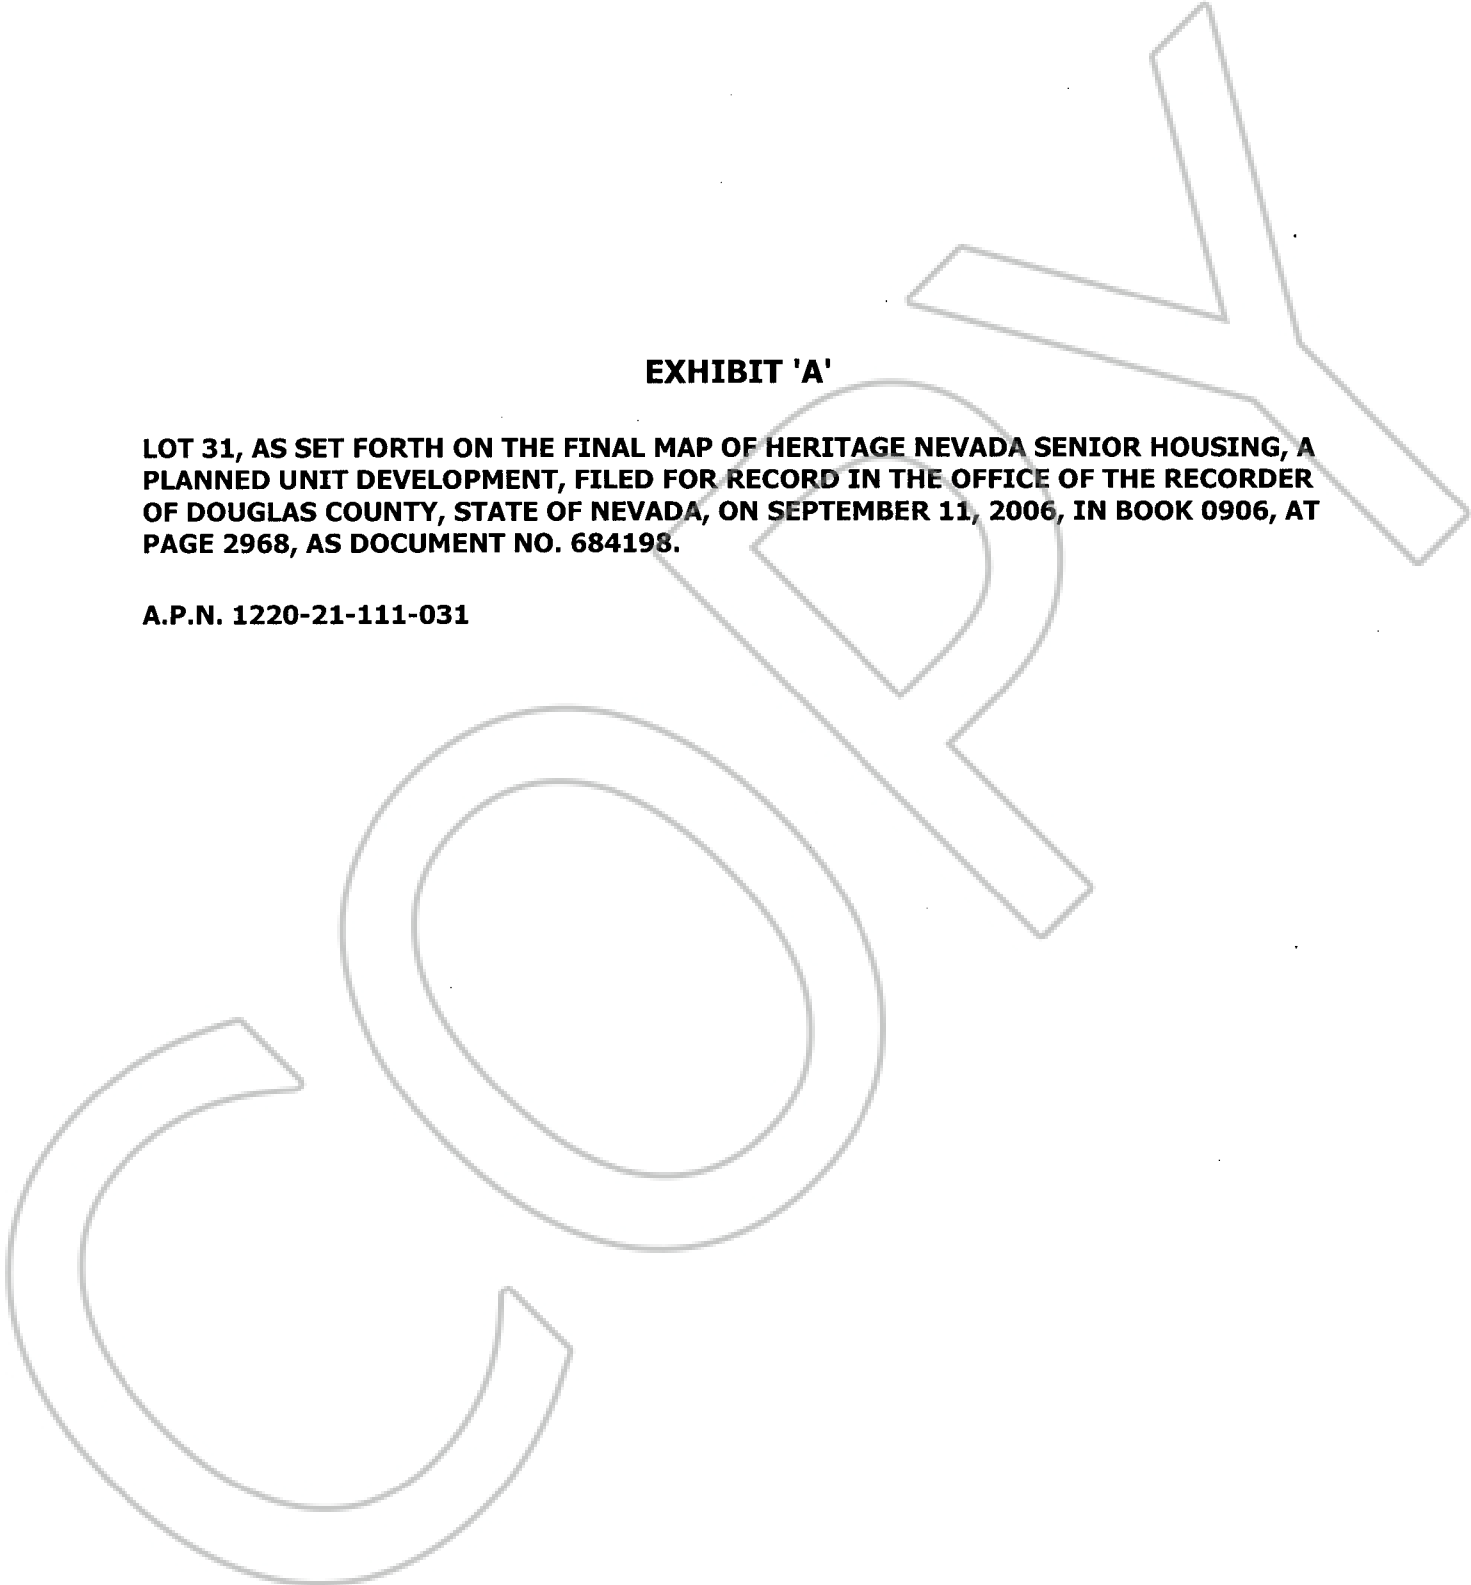 EXHIBIT 'A'
LOT 31, AS SET FORTH ON THE FINAL MAP OF HERITAGE NEVADA SENIOR HOUSING, A
PLANNED UNIT DEVELOPMENT, FILED FOR RECORD IN THE OFFICE OF THE RECORDER
OF DOUGLAS COUNTY, STATE OF NEVADA, ON SEPTEMBER 11, 2006, IN BOOK 0906, AT
PAGE 2968, AS DOCUMENT NO. 684198.
A.P.N. 1220-21-111-031
COPY